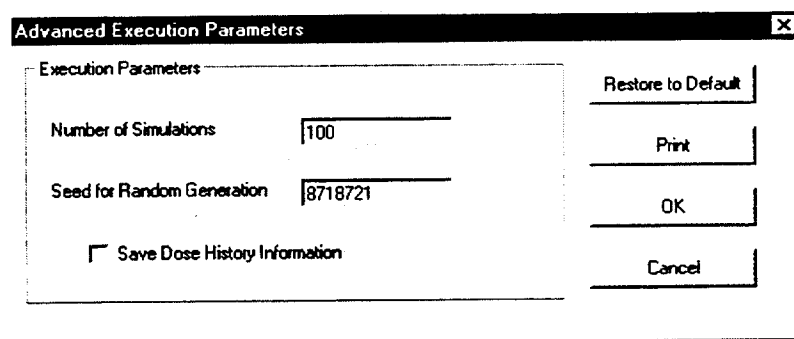 Advanced Execution Parameters
Execution Parameters
Number of Simulations 100
Seed for Random Generation 8718721
Save Dose History Information
Restore to Default
Print
OK
Cancel